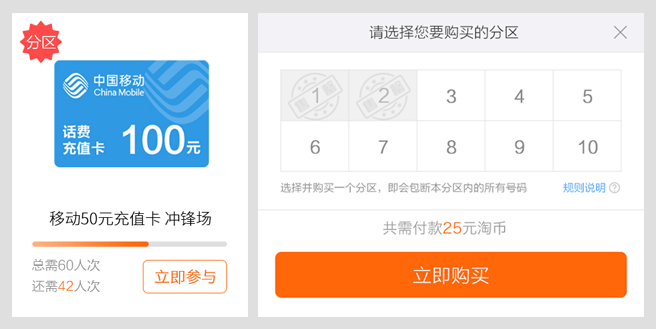 分区
中国移动
China Mobile
话费
充值卡
100元
移动50元充值卡 冲锋场
总需60人次
还需42人次
立即参与
请选择您要购买的分区
1
2
3
4
5
6
7
8
9
10
选择并购买一个分区，即会包断本分区内的所有号码
规则说明 ?
共需付款25元淘币
立即购买